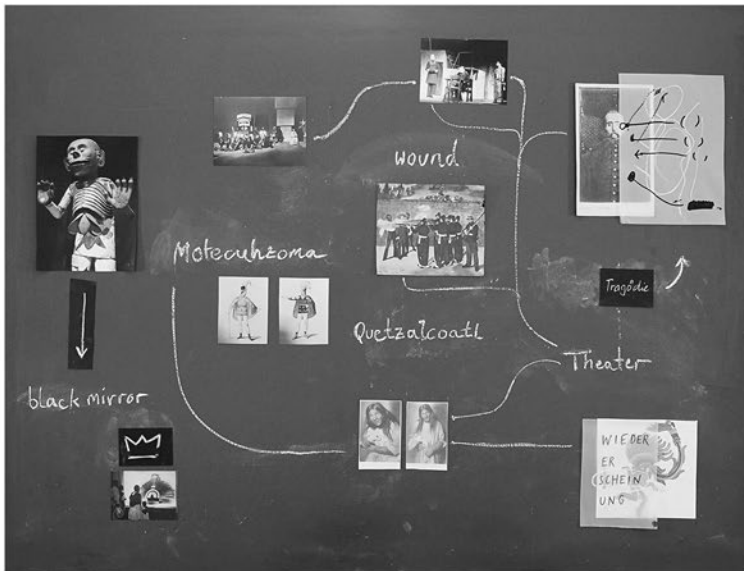 wound
Motecuhzoma
Tragödie
Quetzalcoatl
Theater
black mirror
WIEDER
ER
SCHEIN
UNG